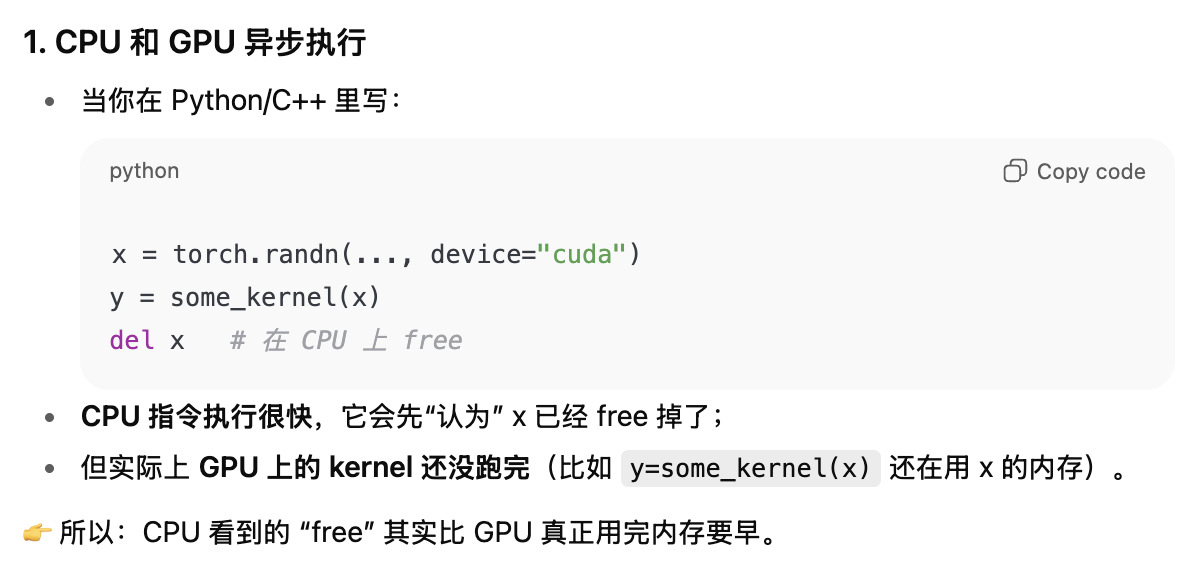 1. CPU 和 GPU 异步执行
• 当你在 Python/C++ 里写：
python
Copy code
x = torch.randn(..., device="cuda")
y = some_kernel(x)
del x   # 在 CPU 上 free
• CPU 指令执行很快，它会先“认为” x 已经 free 掉了；
• 但实际上 GPU 上的 kernel 还没跑完（比如 y=some_kernel(x) 还在用 x 的内存）。
👉 所以：CPU 看到的 “free” 其实比 GPU 真正用完内存要早。